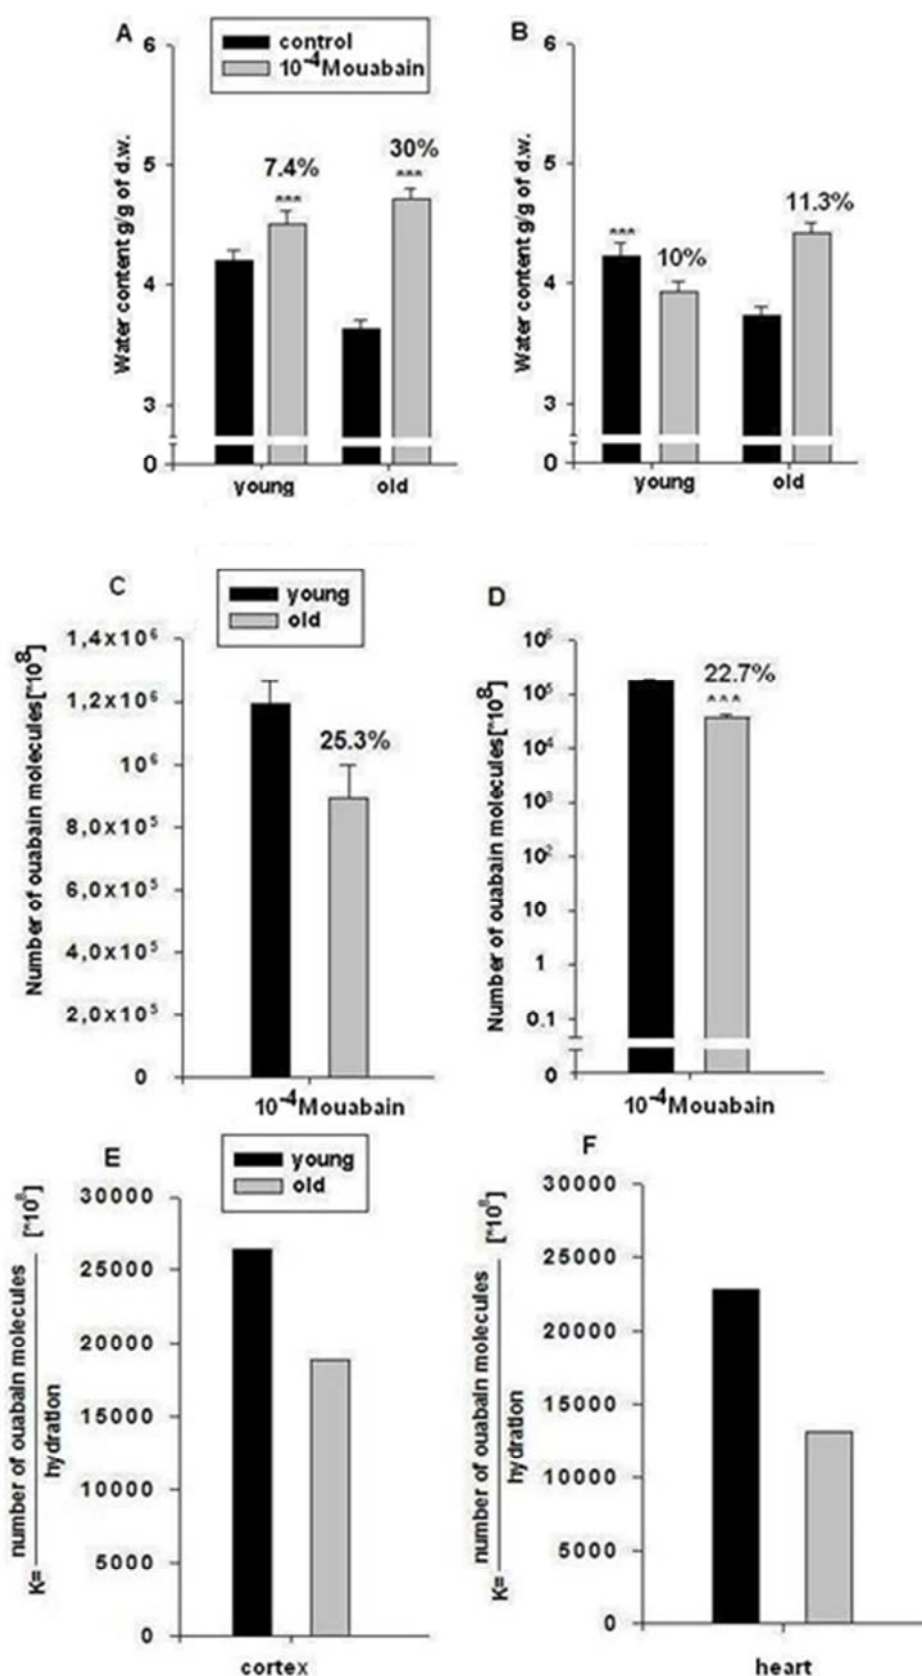 A
control
10⁻⁴Mouabain
Water content g/g of d.w.
6
5
4
3
0
7.4%
***
30%
***
young
old
B
Water content g/g of d.w.
6
5
4
3
0
***
10%
11.3%
young
old
C
young
old
Number of ouabain molecules[*10⁸]
1,4x10⁶
1,2x10⁶
10⁶
8,0x10⁵
6,0x10⁵
4,0x10⁵
2,0x10⁵
0
25.3%
10⁻⁴Mouabain
D
Number of ouabain molecules[*10⁸]
10⁶
10⁵
10⁴
10³
10²
10
1
0.1
0
22.7%
***
10⁻⁴Mouabain
E
young
old
K= number of ouabain molecules [*10⁸]
hydration
30000
25000
20000
15000
10000
5000
0
cortex
F
K= number of ouabain molecules [*10⁸]
hydration
30000
25000
20000
15000
10000
5000
0
heart